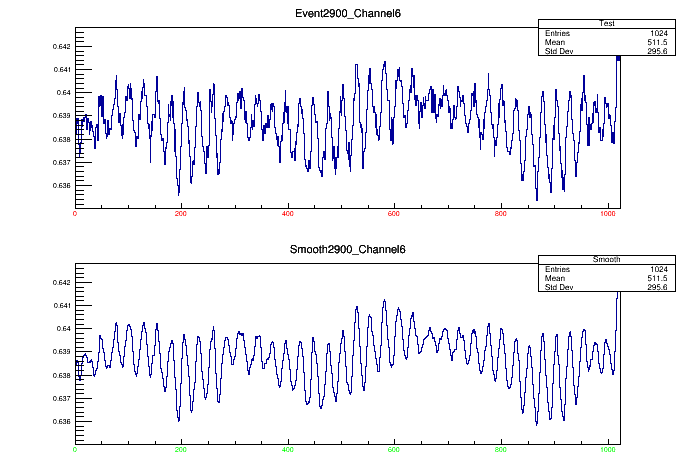 Event2900_Channel6
Test
Entries 1024
Mean 511.5
Std Dev 295.6
0.642
0.641
0.64
0.639
0.638
0.637
0.636
0 200 400 600 800 1000
Smooth2900_Channel6
Smooth
Entries 1024
Mean 511.5
Std Dev 295.6
0.642
0.641
0.64
0.639
0.638
0.637
0.636
0 200 400 600 800 1000